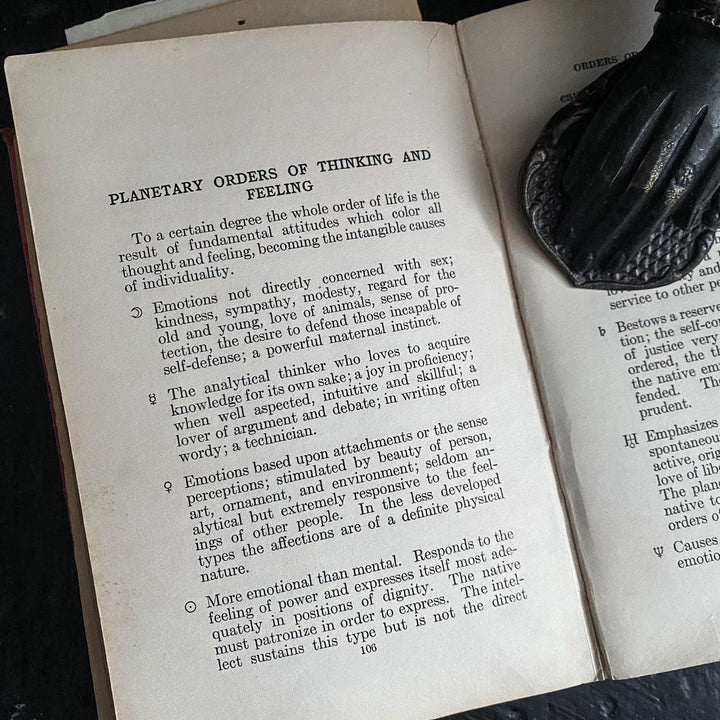 PLANETARY ORDERS OF THINKING AND
FEELING
To a certain degree the whole order of life is the
result of fundamental attitudes which color all
thought and feeling, becoming the intangible causes
of individuality.
☽ Emotions not directly concerned with sex;
kindness, sympathy, modesty, regard for the
old and young, love of animals, sense of pro-
tection, the desire to defend those incapable of
self-defense; a powerful maternal instinct.
☿ The analytical thinker who loves to acquire
knowledge for its own sake; a joy in proficiency;
when well aspected, intuitive and skillful; a
lover of argument and debate; in writing often
wordy; a technician.
♀ Emotions based upon attachments or the sense
perceptions; stimulated by beauty of person,
art, ornament, and environment; seldom an-
alytical but extremely responsive to the feel-
ings of other people. In the less developed
types the affections are of a definite physical
nature.
☉ More emotional than mental. Responds to the
feeling of power and expresses itself most ade-
quately in positions of dignity. The native
must patronize in order to express. The intel-
lect sustains this type but is not the direct
106
ORDERS OF
service to other
♄ Bestows a reserve
tion; the
of justice very
ordered, the
the native
fended.
prudent.
♅ Emphasizes
spontaneous
active,
love of
The
native to
orders of
♆ Causes